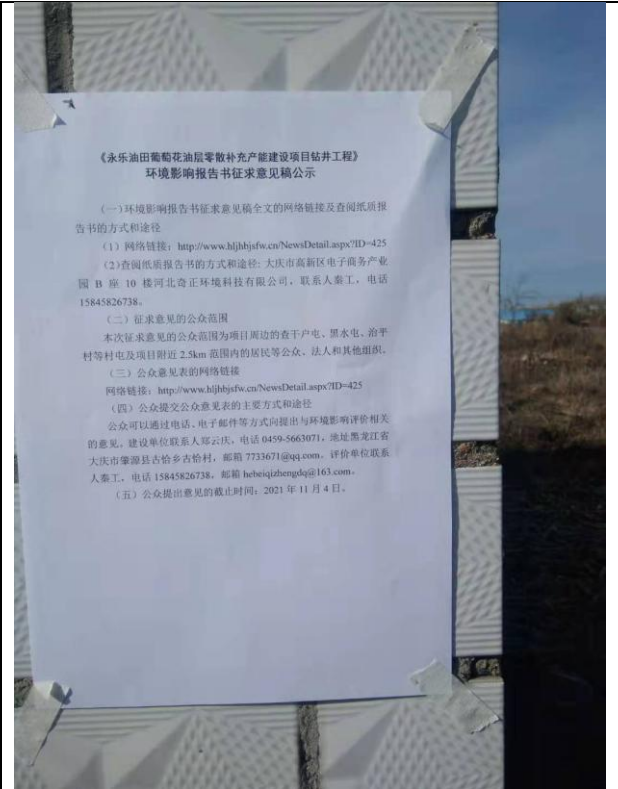 《永乐油田葡萄花油层零散补充产能建设项目钻井工程》
环境影响报告书征求意见稿公示
(一)环境影响报告书征求意见稿全文的网络链接及查阅纸质报
告书的方式和途径
(1)网络链接:http://www.hljhbjsfw.cn/NewsDetail.aspx?ID=425
(2)查阅纸质报告书的方式和途径:大庆市高新区电子商务产业
园 B 座 10 楼河北奇正环境科技有限公司,联系人秦工,电话
15845826738。
(二)征求意见的公众范围
本次征求意见的公众范围为项目周边的查干户屯、黑水屯、治平
村等村屯及项目附近 2.5km 范围内的居民等公众、法人和其他组织。
(三)公众意见表的网络链接
网络链接:http://www.hljhbjsfw.cn/NewsDetail.aspx?ID=425
(四)公众提交公众意见表的主要方式和途径
公众可以通过电话、电子邮件等方式向提出与环境影响评价相关
的意见。建设单位联系人郑云庆,电话 0459-5663071,地址黑龙江省
大庆市肇源县古恰乡古恰村,邮箱 7733671@qq.com。评价单位联系
人秦工,电话 15845826738,邮箱 hebeiqizhengdq@163.com。
(五)公众提出意见的截止时间:2021 年 11 月 4 日。